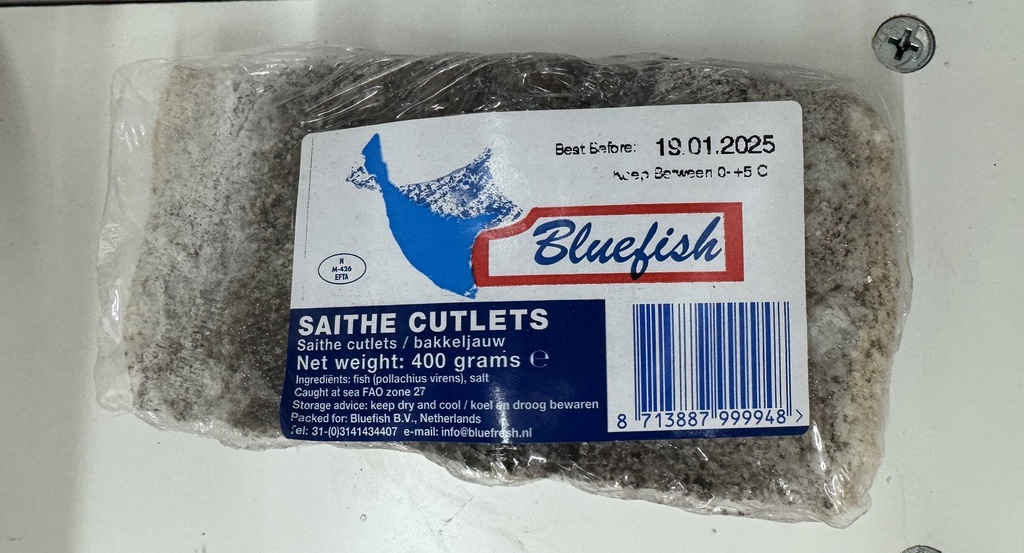 Best Before: 19.01.2025
Keep Between 0-+5 C
Bluefish
N
M-426
EFTA
SAITHE CUTLETS
Saithe cutlets / bakkeljauw
Net weight: 400 grams ℮
Ingrediënts: fish (pollachius virens), salt
Caught at sea FAO zone 27
Storage advice: keep dry and cool / koel en droog bewaren
Packed for: Bluefish B.V., Netherlands
Tel: 31-(0)3141434407 e-mail: info@bluefresh.nl
8 713887 999948 >